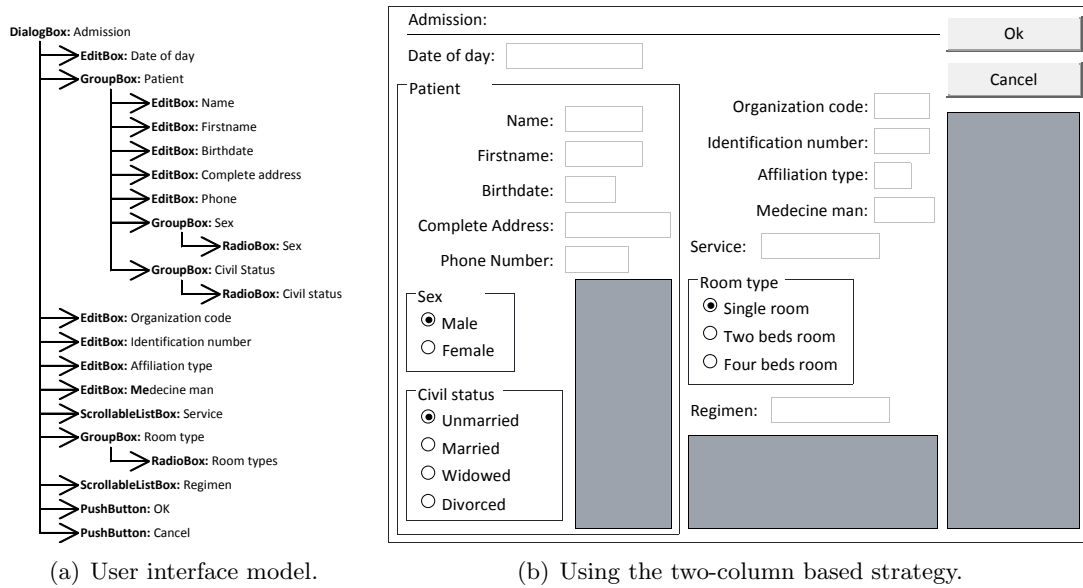 DialogBox: Admission
EditBox: Date of day
GroupBox: Patient
EditBox: Name
EditBox: Firstname
EditBox: Birthdate
EditBox: Complete address
EditBox: Phone
GroupBox: Sex
RadioBox: Sex
GroupBox: Civil Status
RadioBox: Civil status
EditBox: Organization code
EditBox: Identification number
EditBox: Affiliation type
EditBox: Medecine man
ScrollableListBox: Service
GroupBox: Room type
RadioBox: Room types
ScrollableListBox: Regimen
PushButton: OK
PushButton: Cancel
(a) User interface model.
Admission:
Date of day:
Patient
Name:
Firstname:
Birthdate:
Complete Address:
Phone Number:
Sex
Male
Female
Civil status
Unmarried
Married
Widowed
Divorced
Organization code:
Identification number:
Affiliation type:
Medecine man:
Service:
Room type
Single room
Two beds room
Four beds room
Regimen:
Ok
Cancel
(b) Using the two-column based strategy.